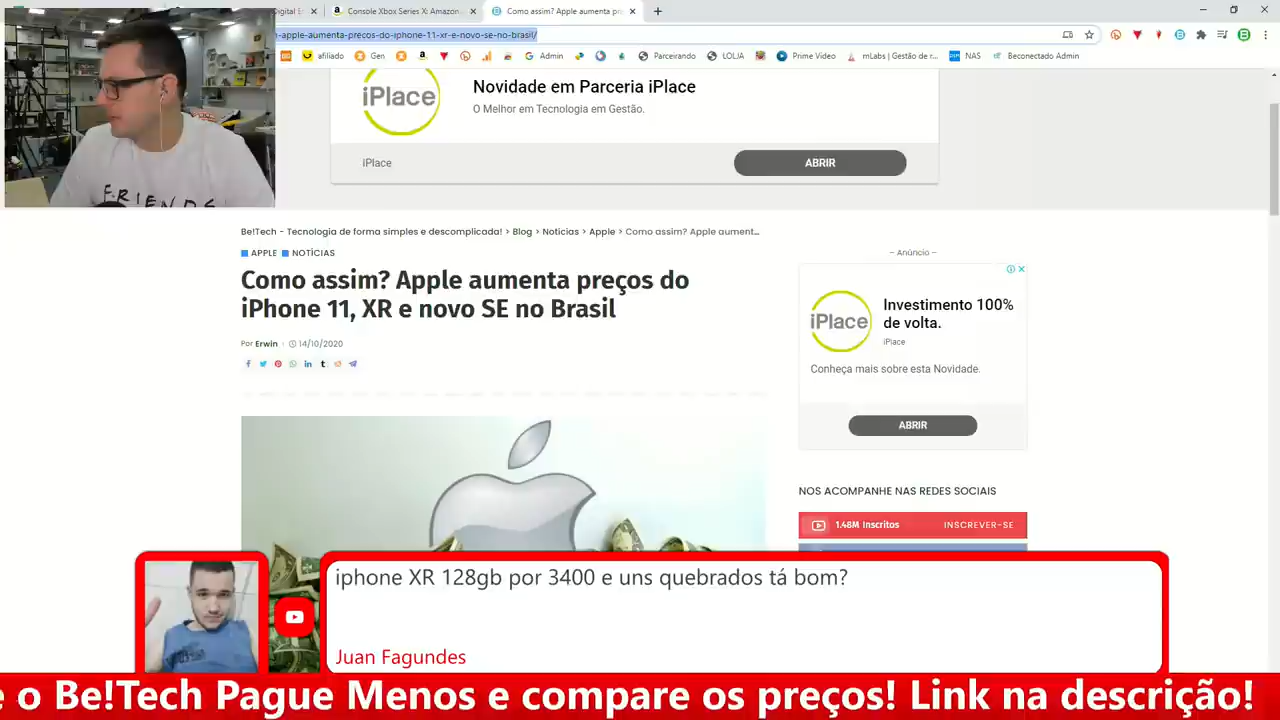 Digital E
Console Xbox Series X: Amazon
Como assim? Apple aumenta pr
-apple-aumenta-precos-do-iphone-11-xr-e-novo-se-no-brasil/
afiliado
Gen
Admin
Parceirando
LOLJA
Prime Video
mLabs | Gestão de r...
NAS
Beconectado Admin
F.R.I.E.N.D.S
iPlace
Novidade em Parceria iPlace
O Melhor em Tecnologia em Gestão.
iPlace
ABRIR
Be!Tech - Tecnologia de forma simples e descomplicada! > Blog > Notícias > Apple > Como assim? Apple aument...
APPLE NOTÍCIAS
Como assim? Apple aumenta preços do
iPhone 11, XR e novo SE no Brasil
Por Erwin
14/10/2020
– Anúncio –
iPlace
Investimento 100%
de volta.
iPlace
Conheça mais sobre esta Novidade.
ABRIR
NOS ACOMPANHE NAS REDES SOCIAIS
1.48M Inscritos INSCREVER-SE
iphone XR 128gb por 3400 e uns quebrados tá bom?
Juan Fagundes
e o Be!Tech Pague Menos e compare os preços! Link na descrição!